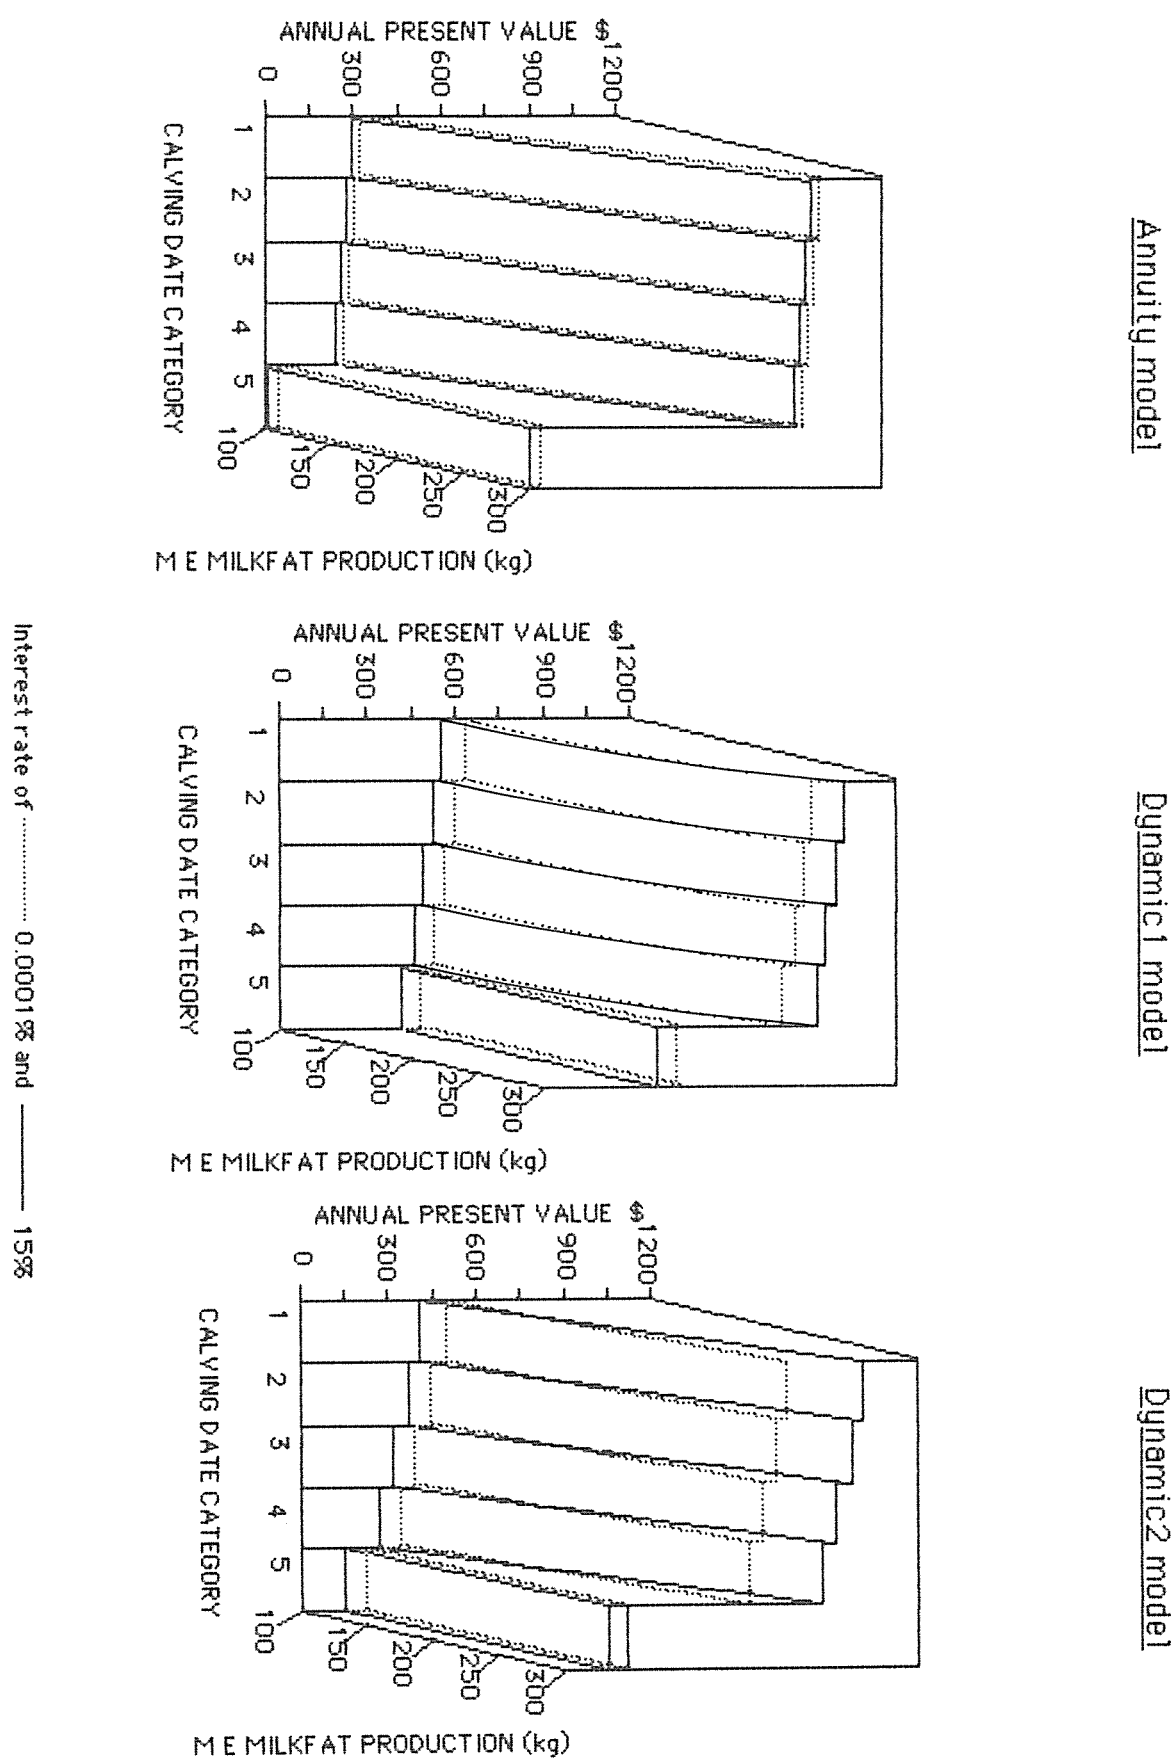 Annuity model
ANNUAL PRESENT VALUE $
1200
900
600
300
0
1 2 3 4 5
CALVING DATE CATEGORY
100 150 200 250 300
M E MILKFAT PRODUCTION (kg)
Dynamic1 model
ANNUAL PRESENT VALUE $
1200
900
600
300
0
1 2 3 4 5
CALVING DATE CATEGORY
100 150 200 250 300
M E MILKFAT PRODUCTION (kg)
Dynamic2 model
ANNUAL PRESENT VALUE $
1200
900
600
300
0
1 2 3 4 5
CALVING DATE CATEGORY
100 150 200 250 300
M E MILKFAT PRODUCTION (kg)
Interest rate of ............ 0.0001% and ——— 15%